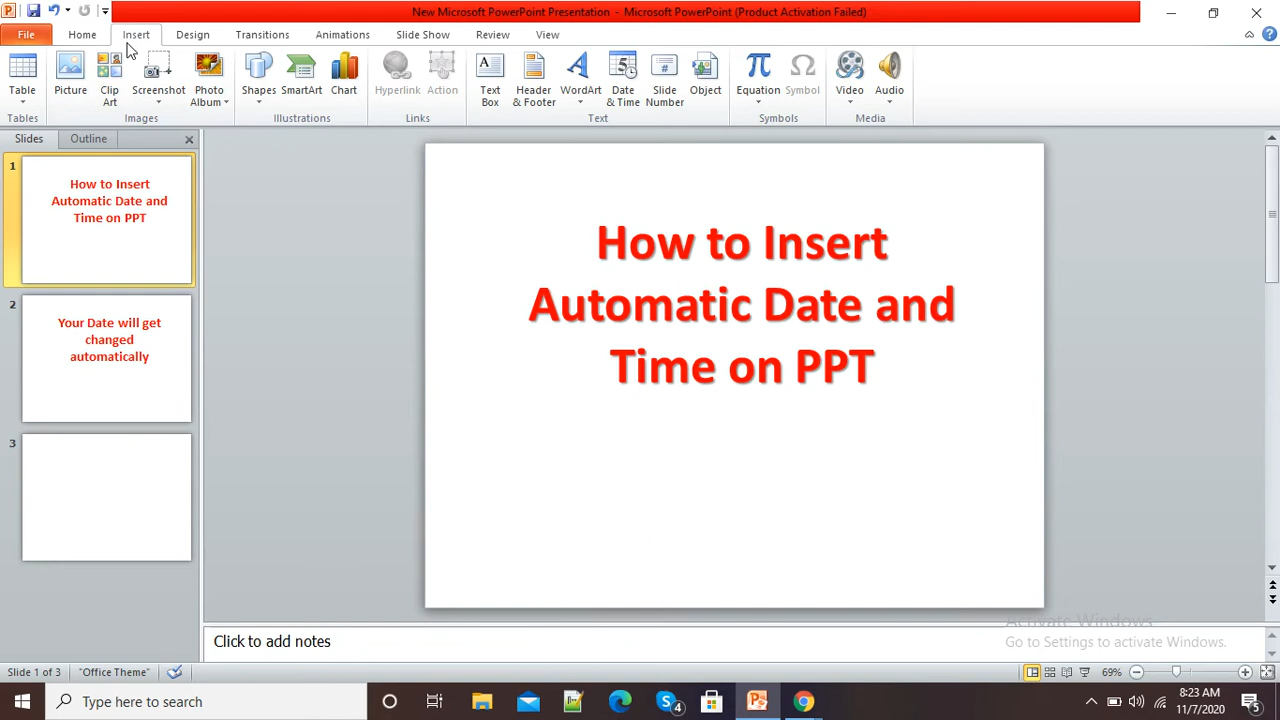 New Microsoft PowerPoint Presentation - Microsoft PowerPoint (Product Activation Failed)
File Home Insert Design Transitions Animations Slide Show Review View
Table Picture Clip Art Screenshot Photo Album Shapes SmartArt Chart Hyperlink Action Text Box Header & Footer WordArt Date & Time Slide Number Object Equation Symbol Video Audio
Tables Images Illustrations Links Text Symbols Media
Slides Outline
1
How to Insert
Automatic Date and
Time on PPT
2
Your Date will get
changed
automatically
3
How to Insert
Automatic Date and
Time on PPT
Click to add notes
Activate Windows
Go to Settings to activate Windows.
Slide 1 of 3 "Office Theme" 69%
Type here to search
4
8:23 AM
11/7/2020
5